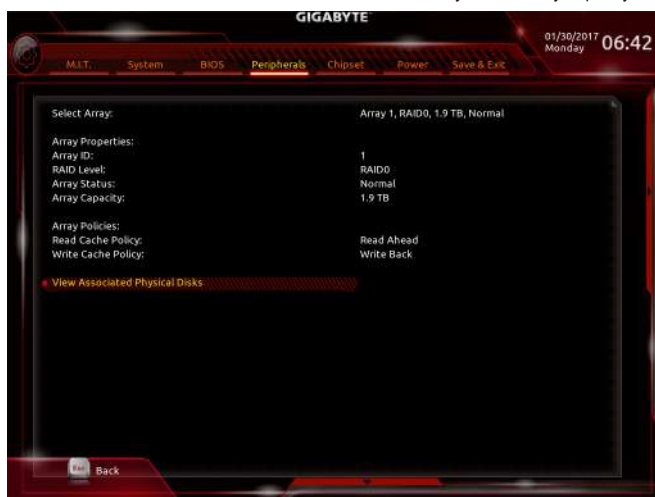 GIGABYTE
01/30/2017 06:42
Monday
M.I.T. System BIOS Peripherals Chipset Power Save & Exit
Select Array: Array 1, RAID0, 1.9 TB, Normal
Array Properties:
Array ID: 1
RAID Level: RAID0
Array Status: Normal
Array Capacity: 1.9 TB
Array Policies:
Read Cache Policy: Read Ahead
Write Cache Policy: Write Back
View Associated Physical Disks
Esc Back